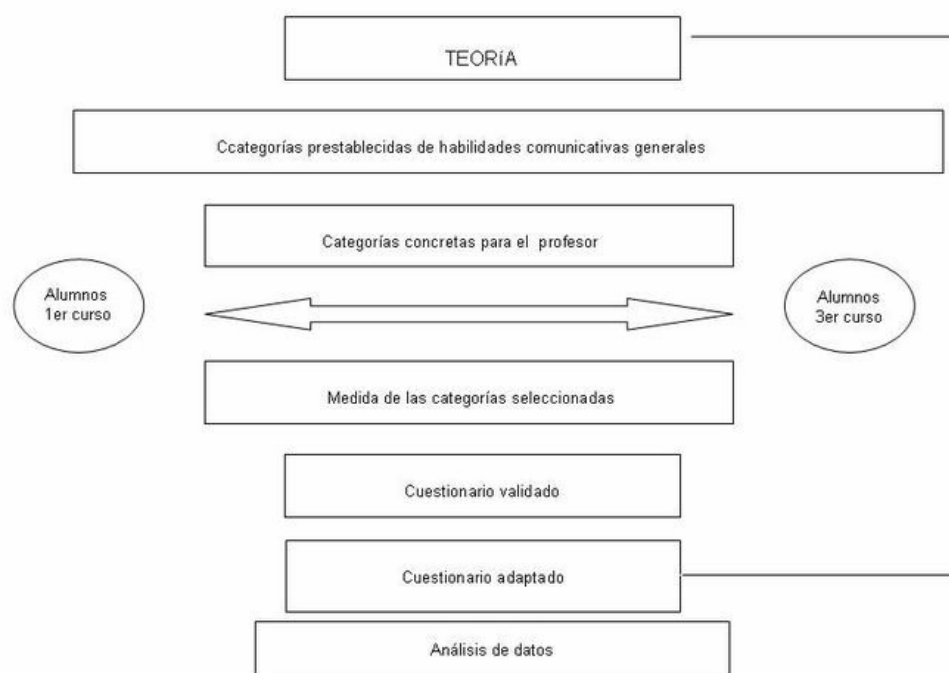 TEORÍA
Ccategorías prestablecidas de habilidades comunicativas generales
Categorías concretas para el profesor
Alumnos
1er curso
Alumnos
3er curso
Medida de las categorías seleccionadas
Cuestionario validado
Cuestionario adaptado
Análisis de datos